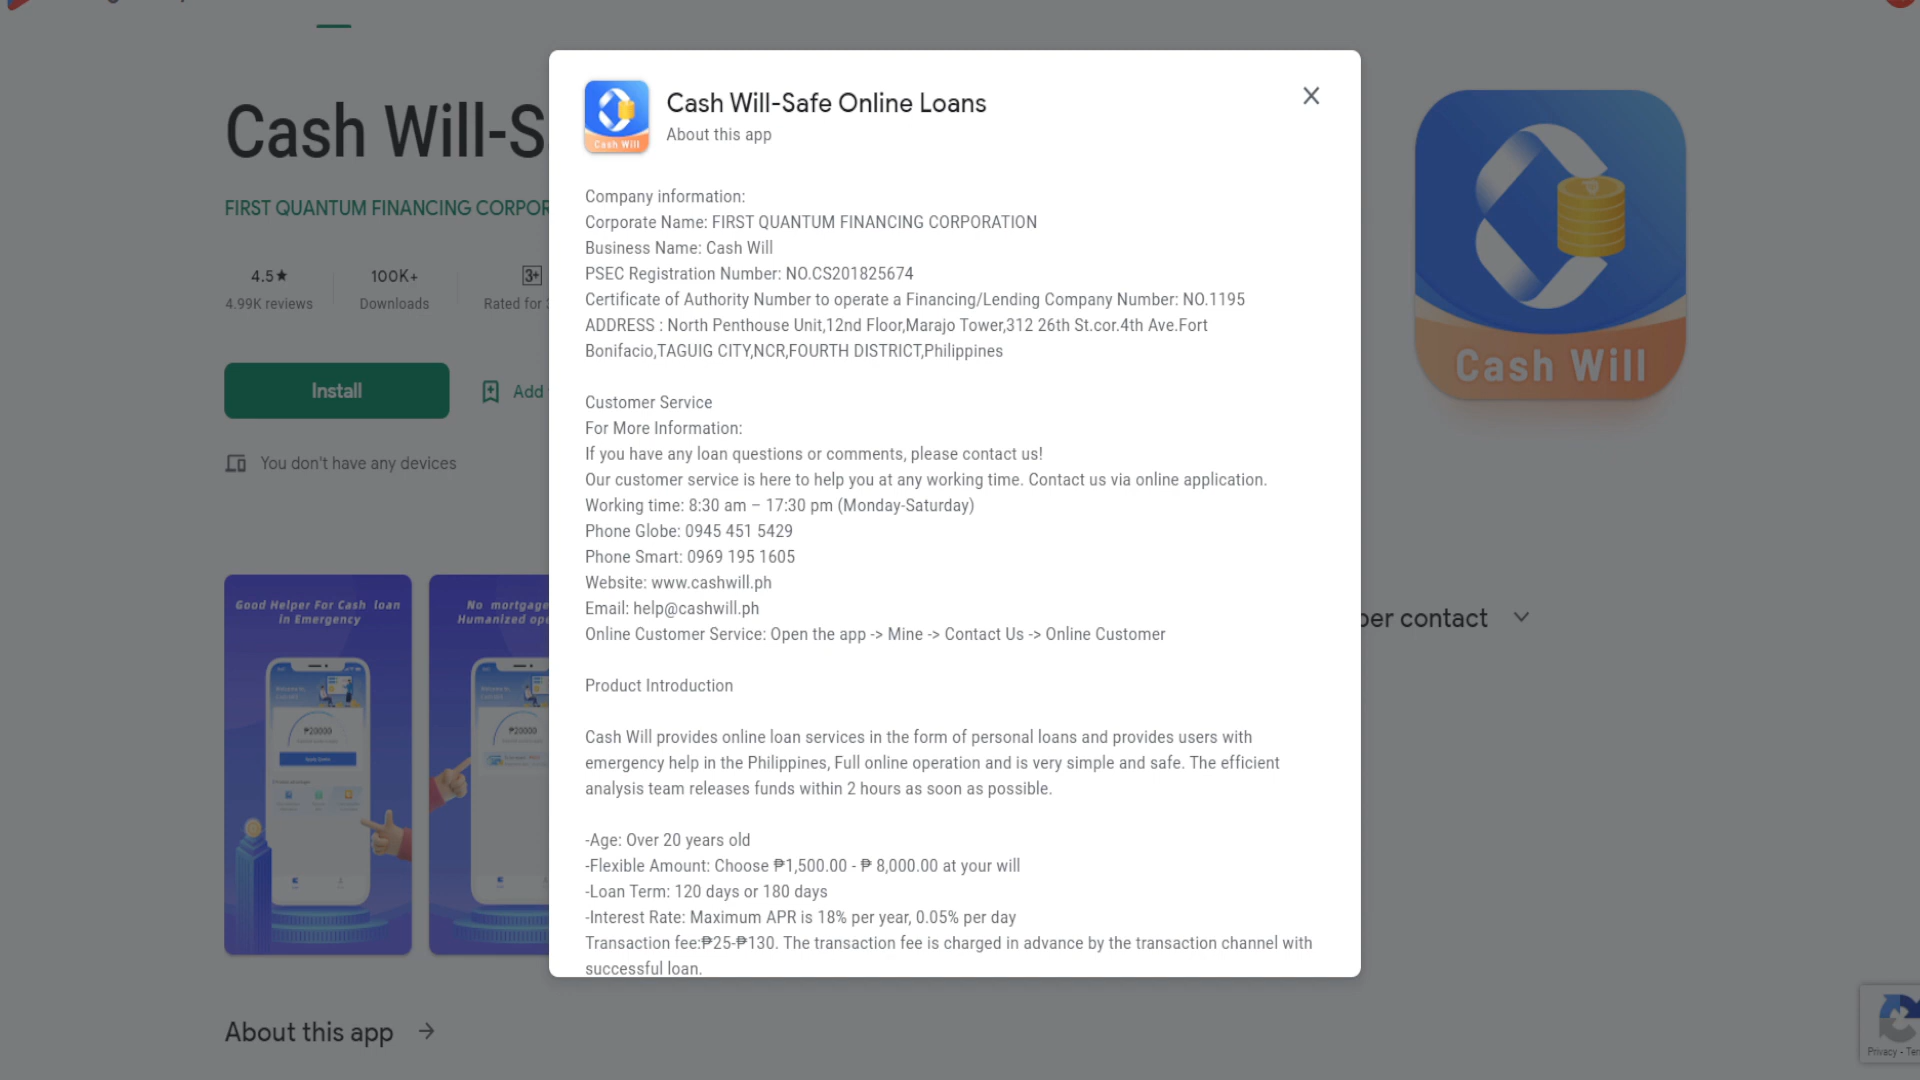 Cash Will-Safe Online Loans
About this app
Cash Will
Company information:
Corporate Name: FIRST QUANTUM FINANCING CORPORATION
Business Name: Cash Will
PSEC Registration Number: NO.CS201825674
Certificate of Authority Number to operate a Financing/Lending Company Number: NO.1195
ADDRESS : North Penthouse Unit,12nd Floor,Marajo Tower,312 26th St.cor.4th Ave.Fort
Bonifacio,TAGUIG CITY,NCR,FOURTH DISTRICT,Philippines
Customer Service
For More Information:
If you have any loan questions or comments, please contact us!
Our customer service is here to help you at any working time. Contact us via online application.
Working time: 8:30 am – 17:30 pm (Monday-Saturday)
Phone Globe: 0945 451 5429
Phone Smart: 0969 195 1605
Website: www.cashwill.ph
Email: help@cashwill.ph
Online Customer Service: Open the app -> Mine -> Contact Us -> Online Customer
Product Introduction
Cash Will provides online loan services in the form of personal loans and provides users with
emergency help in the Philippines, Full online operation and is very simple and safe. The efficient
analysis team releases funds within 2 hours as soon as possible.
-Age: Over 20 years old
-Flexible Amount: Choose ₱1,500.00 - ₱ 8,000.00 at your will
-Loan Term: 120 days or 180 days
-Interest Rate: Maximum APR is 18% per year, 0.05% per day
Transaction fee:₱25-₱130. The transaction fee is charged in advance by the transaction channel with
successful loan.
Cash Will-S
FIRST QUANTUM FINANCING CORPOR
4.5★ 100K+ 3+
4.99K reviews Downloads Rated for
Install Add
You don't have any devices
Good Helper For Cash loan
in Emergency
₱20000
No mortgage
Humanized
₱20000
About this app
Cash Will
contact
Privacy -